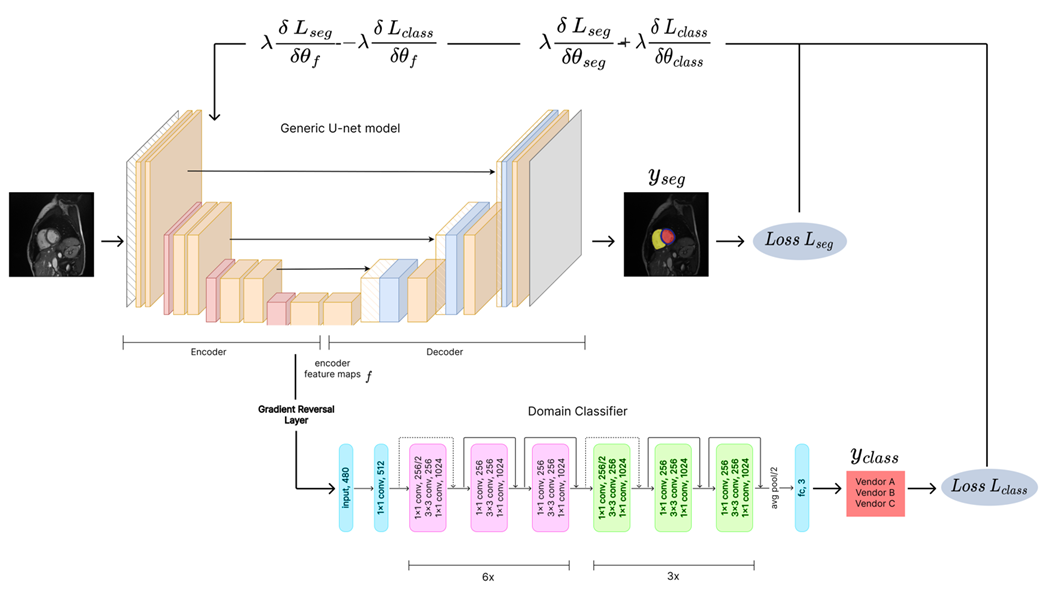 λ δ L_seg / δθ_f -− λ δ L_class / δθ_f
λ δ L_seg / δθ_seg + λ δ L_class / δθ_class
Generic U-net model
y_seg
Loss L_seg
Encoder
Decoder
encoder
feature maps f
Gradient Reversal
Layer
Domain Classifier
input, 480
1×1 conv, 512
1×1 conv, 256/2
3×3 conv, 256
1×1 conv, 1024
1×1 conv, 256
3×3 conv, 256
1×1 conv, 1024
1×1 conv, 256
3×3 conv, 256
1×1 conv, 1024
1×1 conv, 256/2
3×3 conv, 256
1×1 conv, 1024
1×1 conv, 256
3×3 conv, 256
1×1 conv, 1024
1×1 conv, 256
3×3 conv, 256
1×1 conv, 1024
avg pool/2
fc, 3
y_class
Vendor A
Vendor B
Vendor C
Loss L_class
6x
3x